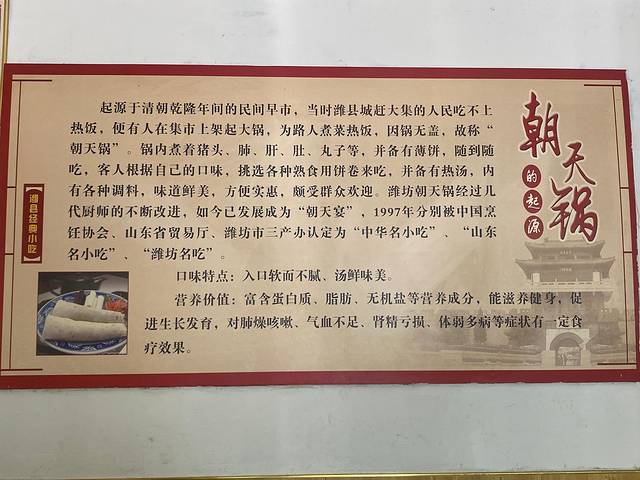 朝天锅
的起源
起源于清朝乾隆年间的民间早市，当时潍县城赶大集的人民吃不上
热饭，便有人在集市上架起大锅，为路人煮菜热饭，因锅无盖，故称“
朝天锅”。锅内煮着猪头、肺、肝、肚、丸子等，并备有薄饼，随到随
吃，客人根据自己的口味，挑选各种熟食用饼卷来吃，并备有热汤，内
有各种调料，味道鲜美，方便实惠，颇受群众欢迎。潍坊朝天锅经过几
代厨师的不断改进，如今已发展成为“朝天宴”，1997年分别被中国烹
饪协会、山东省贸易厅、潍坊市三产办认定为“中华名小吃”、“山东
名小吃”、“潍坊名吃”。
口味特点：入口软而不腻、汤鲜味美。
营养价值：富含蛋白质、脂肪、无机盐等营养成分，能滋养健身，促
进生长发育，对肺燥咳嗽、气血不足、肾精亏损、体弱多病等症状有一定食
疗效果。
潍县经典小吃